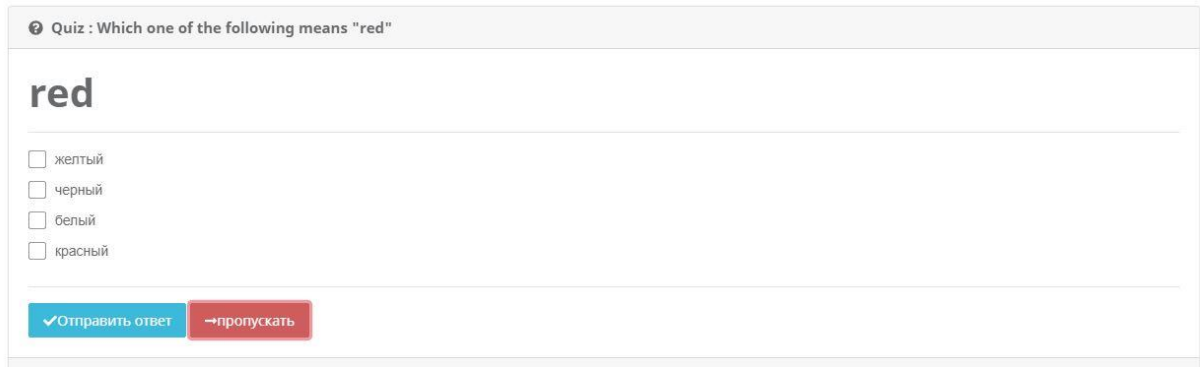 Quiz : Which one of the following means "red"
red
желтый
черный
белый
красный
Отправить ответ
→пропускать